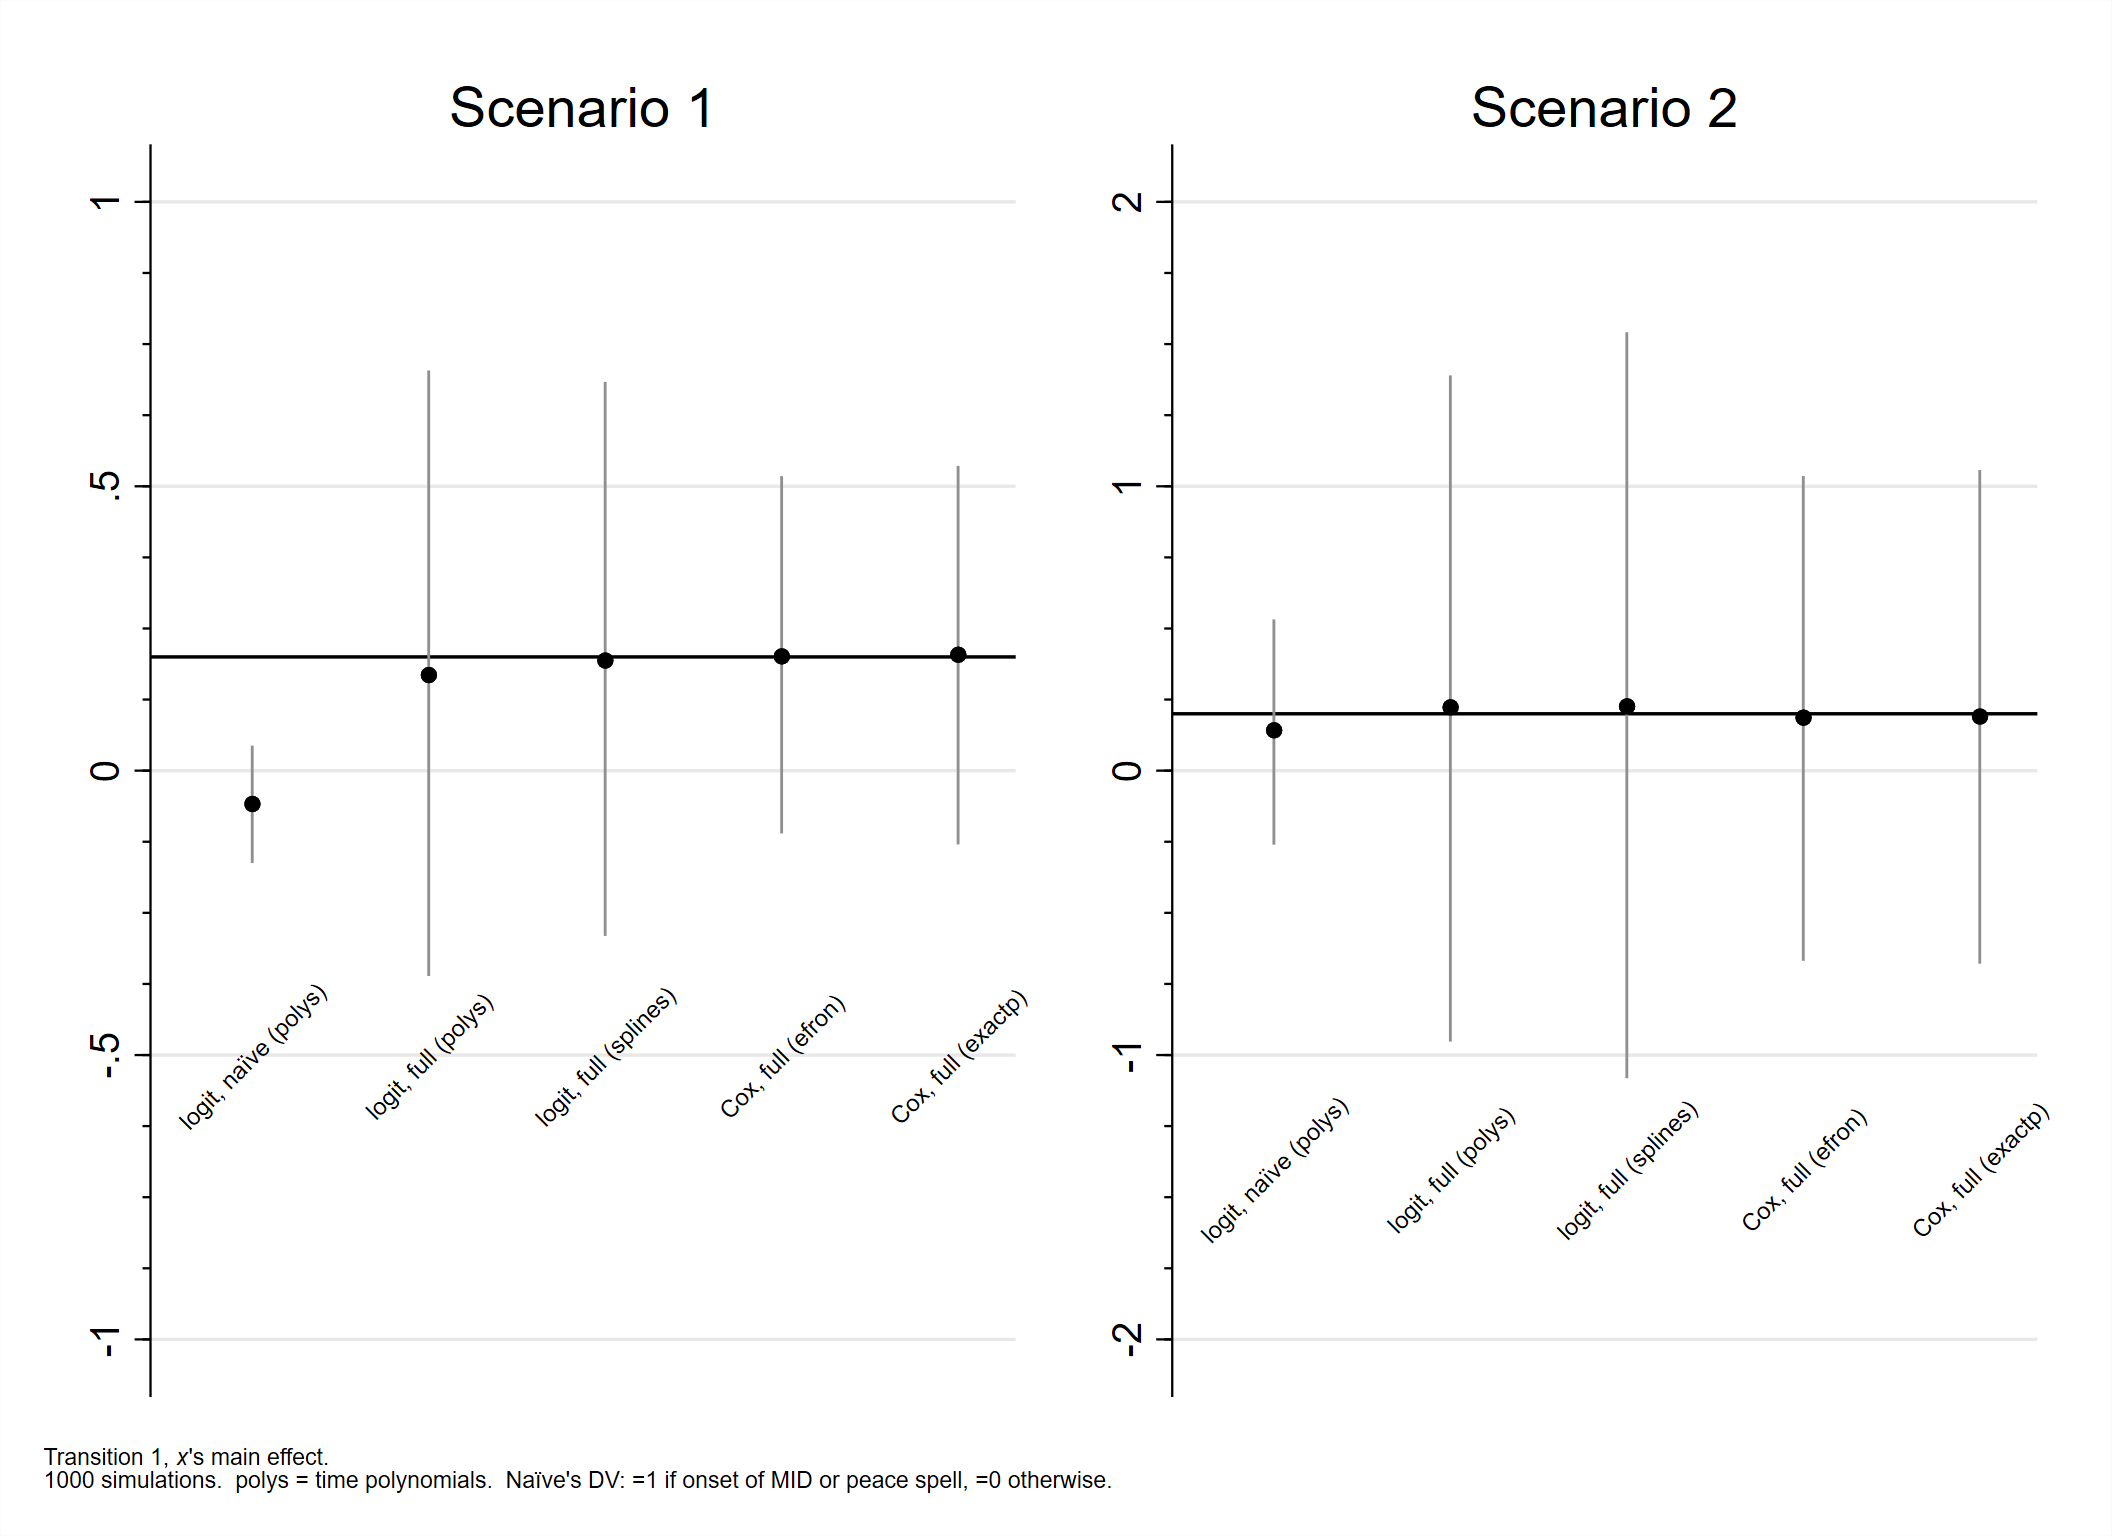 Scenario 1
1
.5
0
-.5
-1
logit, naïve (polys)
logit, full (polys)
logit, full (splines)
Cox, full (efron)
Cox, full (exactp)
Scenario 2
2
1
0
-1
-2
logit, naïve (polys)
logit, full (polys)
logit, full (splines)
Cox, full (efron)
Cox, full (exactp)
Transition 1, x's main effect.
1000 simulations.  polys = time polynomials.  Naïve's DV: =1 if onset of MID or peace spell, =0 otherwise.